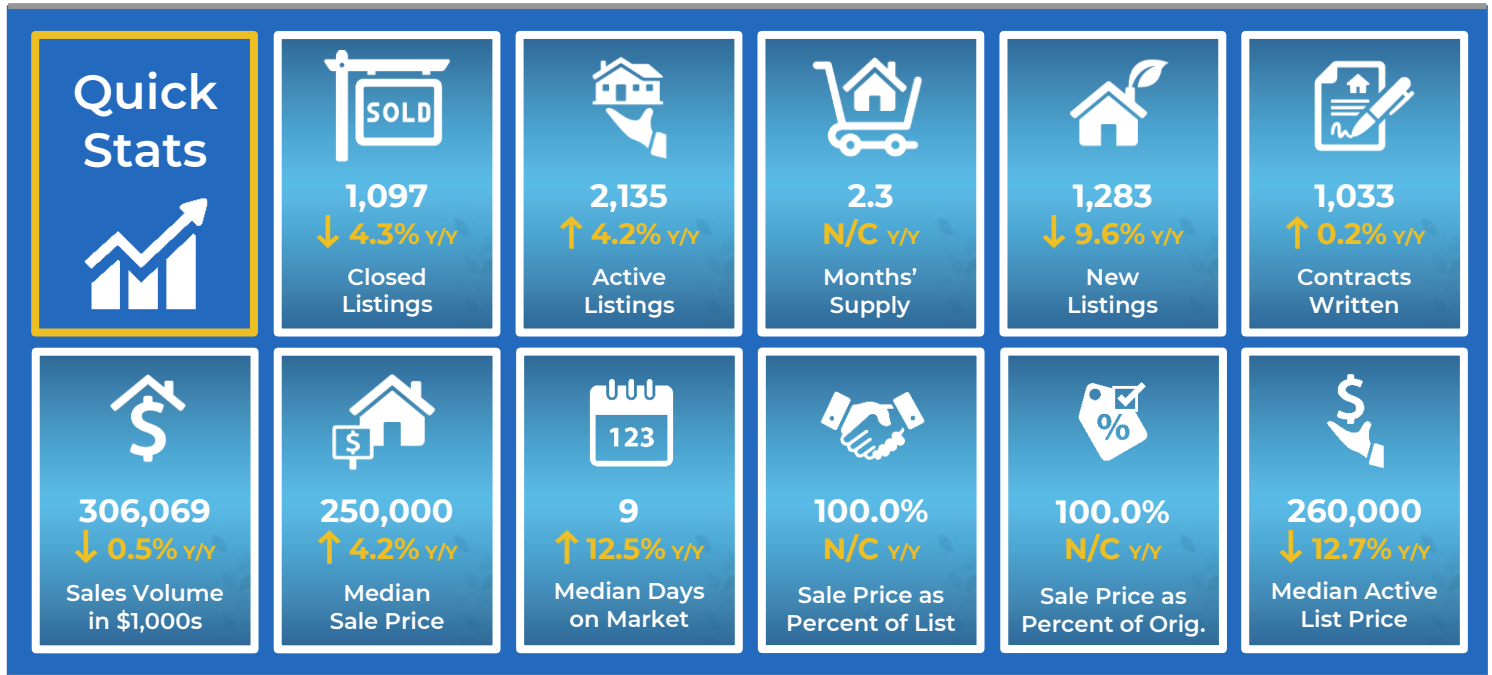 Quick
Stats
SOLD
1,097
↓ 4.3% Y/Y
Closed
Listings
2,135
↑ 4.2% Y/Y
Active
Listings
2.3
N/C Y/Y
Months’
Supply
1,283
↓ 9.6% Y/Y
New
Listings
1,033
↑ 0.2% Y/Y
Contracts
Written
$
306,069
↓ 0.5% Y/Y
Sales Volume
in $1,000s
$
250,000
↑ 4.2% Y/Y
Median
Sale Price
123
9
↑ 12.5% Y/Y
Median Days
on Market
100.0%
N/C Y/Y
Sale Price as
Percent of List
%
100.0%
N/C Y/Y
Sale Price as
Percent of Orig.
$
260,000
↓ 12.7% Y/Y
Median Active
List Price